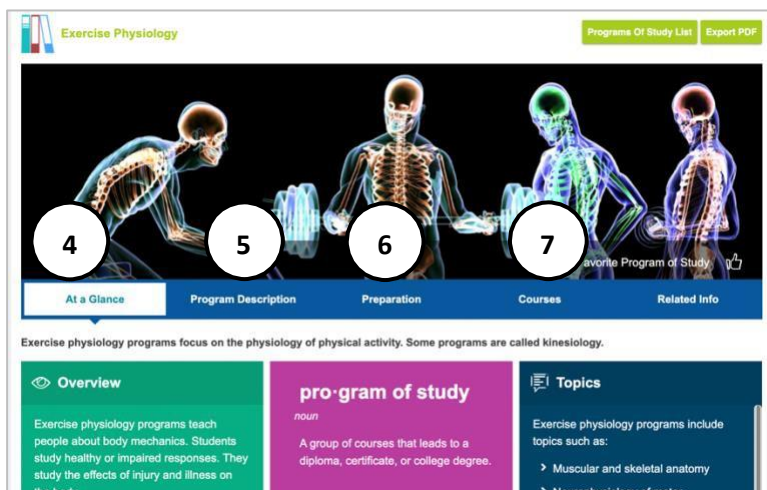 Exercise Physiology
Programs Of Study List
Export PDF
4
5
6
7
avorite Program of Study
At a Glance
Program Description
Preparation
Courses
Related Info
Exercise physiology programs focus on the physiology of physical activity. Some programs are called kinesiology.
Overview
Exercise physiology programs teach
people about body mechanics. Students
study healthy or impaired responses. They
study the effects of injury and illness on
pro·gram of study
noun
A group of courses that leads to a
diploma, certificate, or college degree.
Topics
Exercise physiology programs include
topics such as:
Muscular and skeletal anatomy